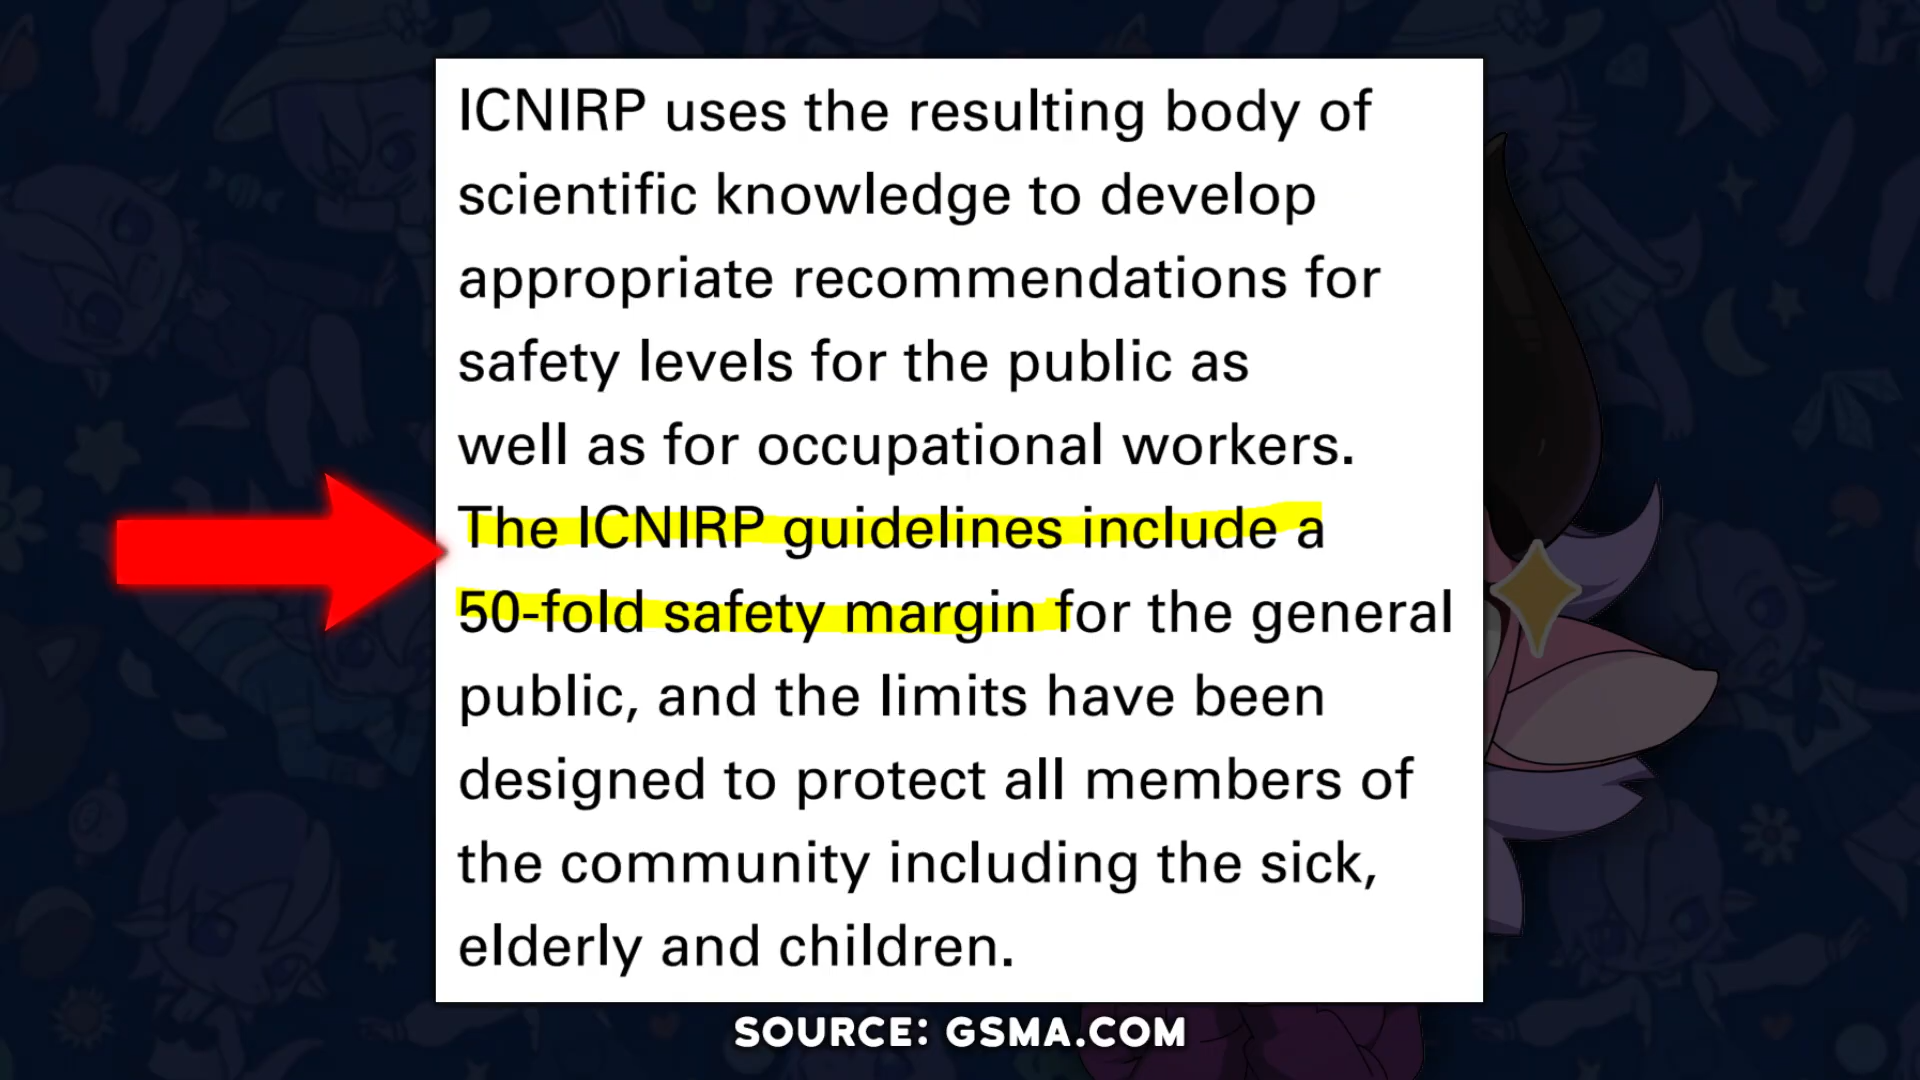 ICNIRP uses the resulting body of
scientific knowledge to develop
appropriate recommendations for
safety levels for the public as
well as for occupational workers.
The ICNIRP guidelines include a
50-fold safety margin for the general
public, and the limits have been
designed to protect all members of
the community including the sick,
elderly and children.
SOURCE: GSMA.COM